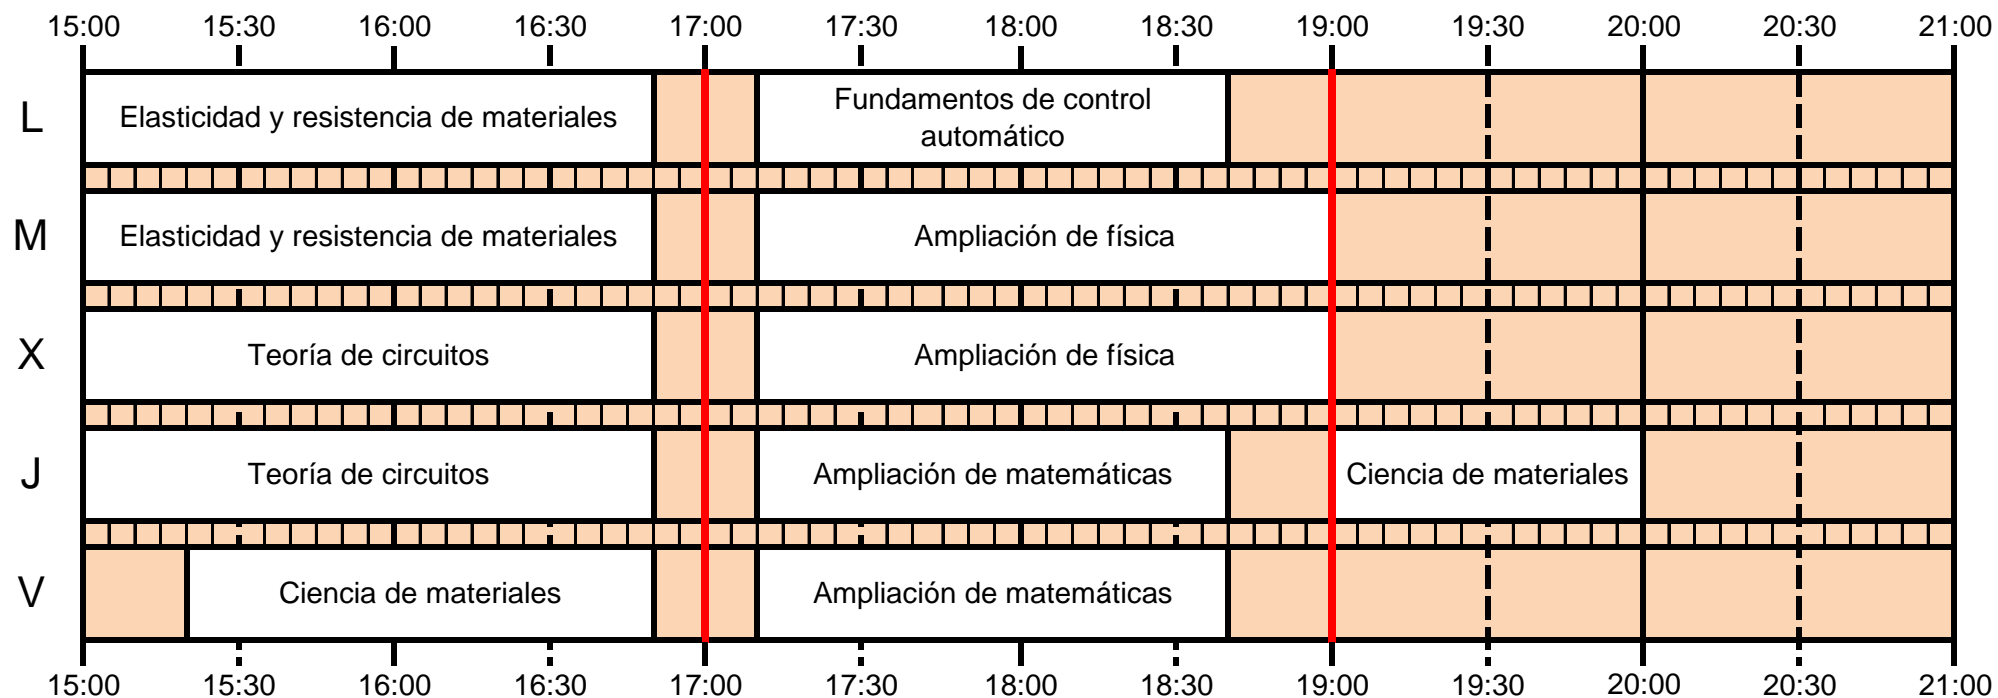 15:00 15:30 16:00 16:30 17:00 17:30 18:00 18:30 19:00 19:30 20:00 20:30 21:00
L Elasticidad y resistencia de materiales Fundamentos de control
automático
M Elasticidad y resistencia de materiales Ampliación de física
X Teoría de circuitos Ampliación de física
J Teoría de circuitos Ampliación de matemáticas Ciencia de materiales
V Ciencia de materiales Ampliación de matemáticas
15:00 15:30 16:00 16:30 17:00 17:30 18:00 18:30 19:00 19:30 20:00 20:30 21:00